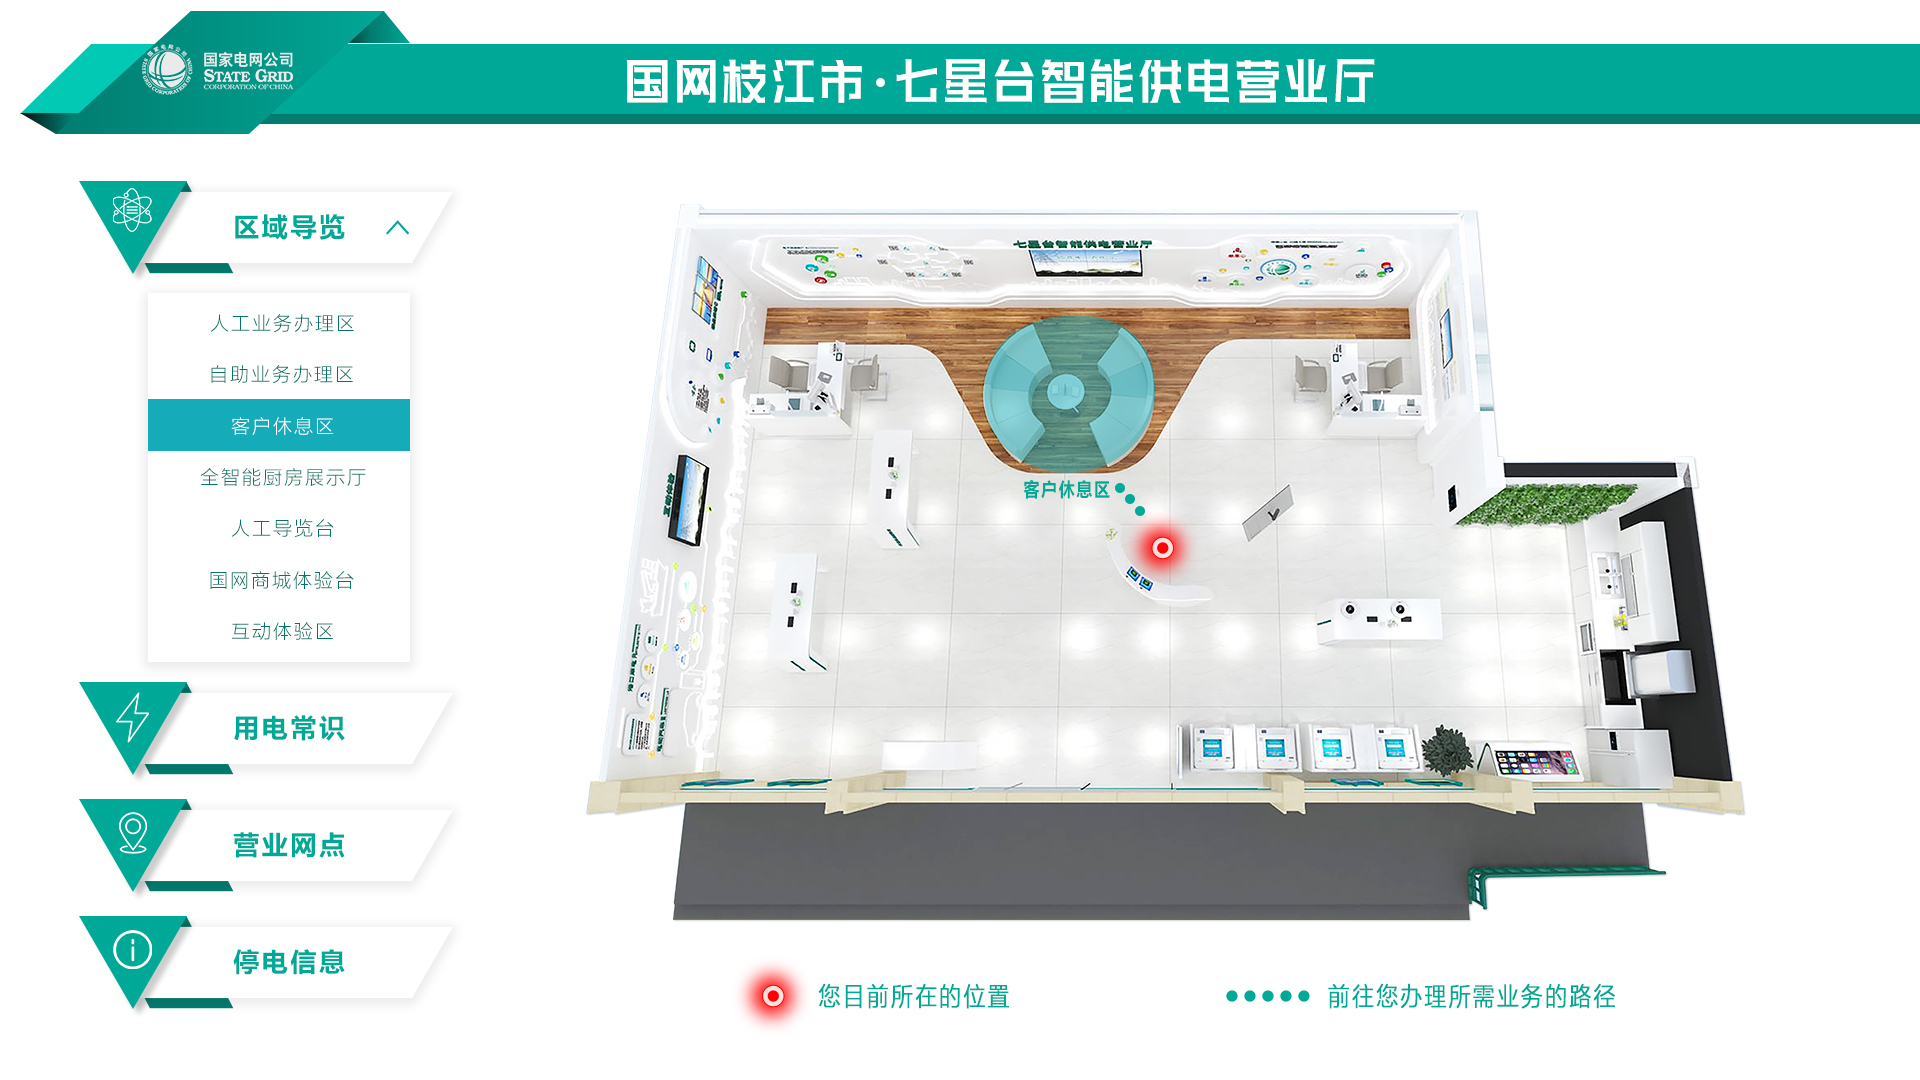 国家电网公司
STATE GRID
CORPORATION OF CHINA
国网枝江市·七星台智能供电营业厅
区域导览
人工业务办理区
自助业务办理区
客户休息区
全智能厨房展示厅
人工导览台
国网商城体验台
互动体验区
用电常识
营业网点
停电信息
七星台智能供电营业厅
客户休息区
您目前所在的位置
前往您办理所需业务的路径